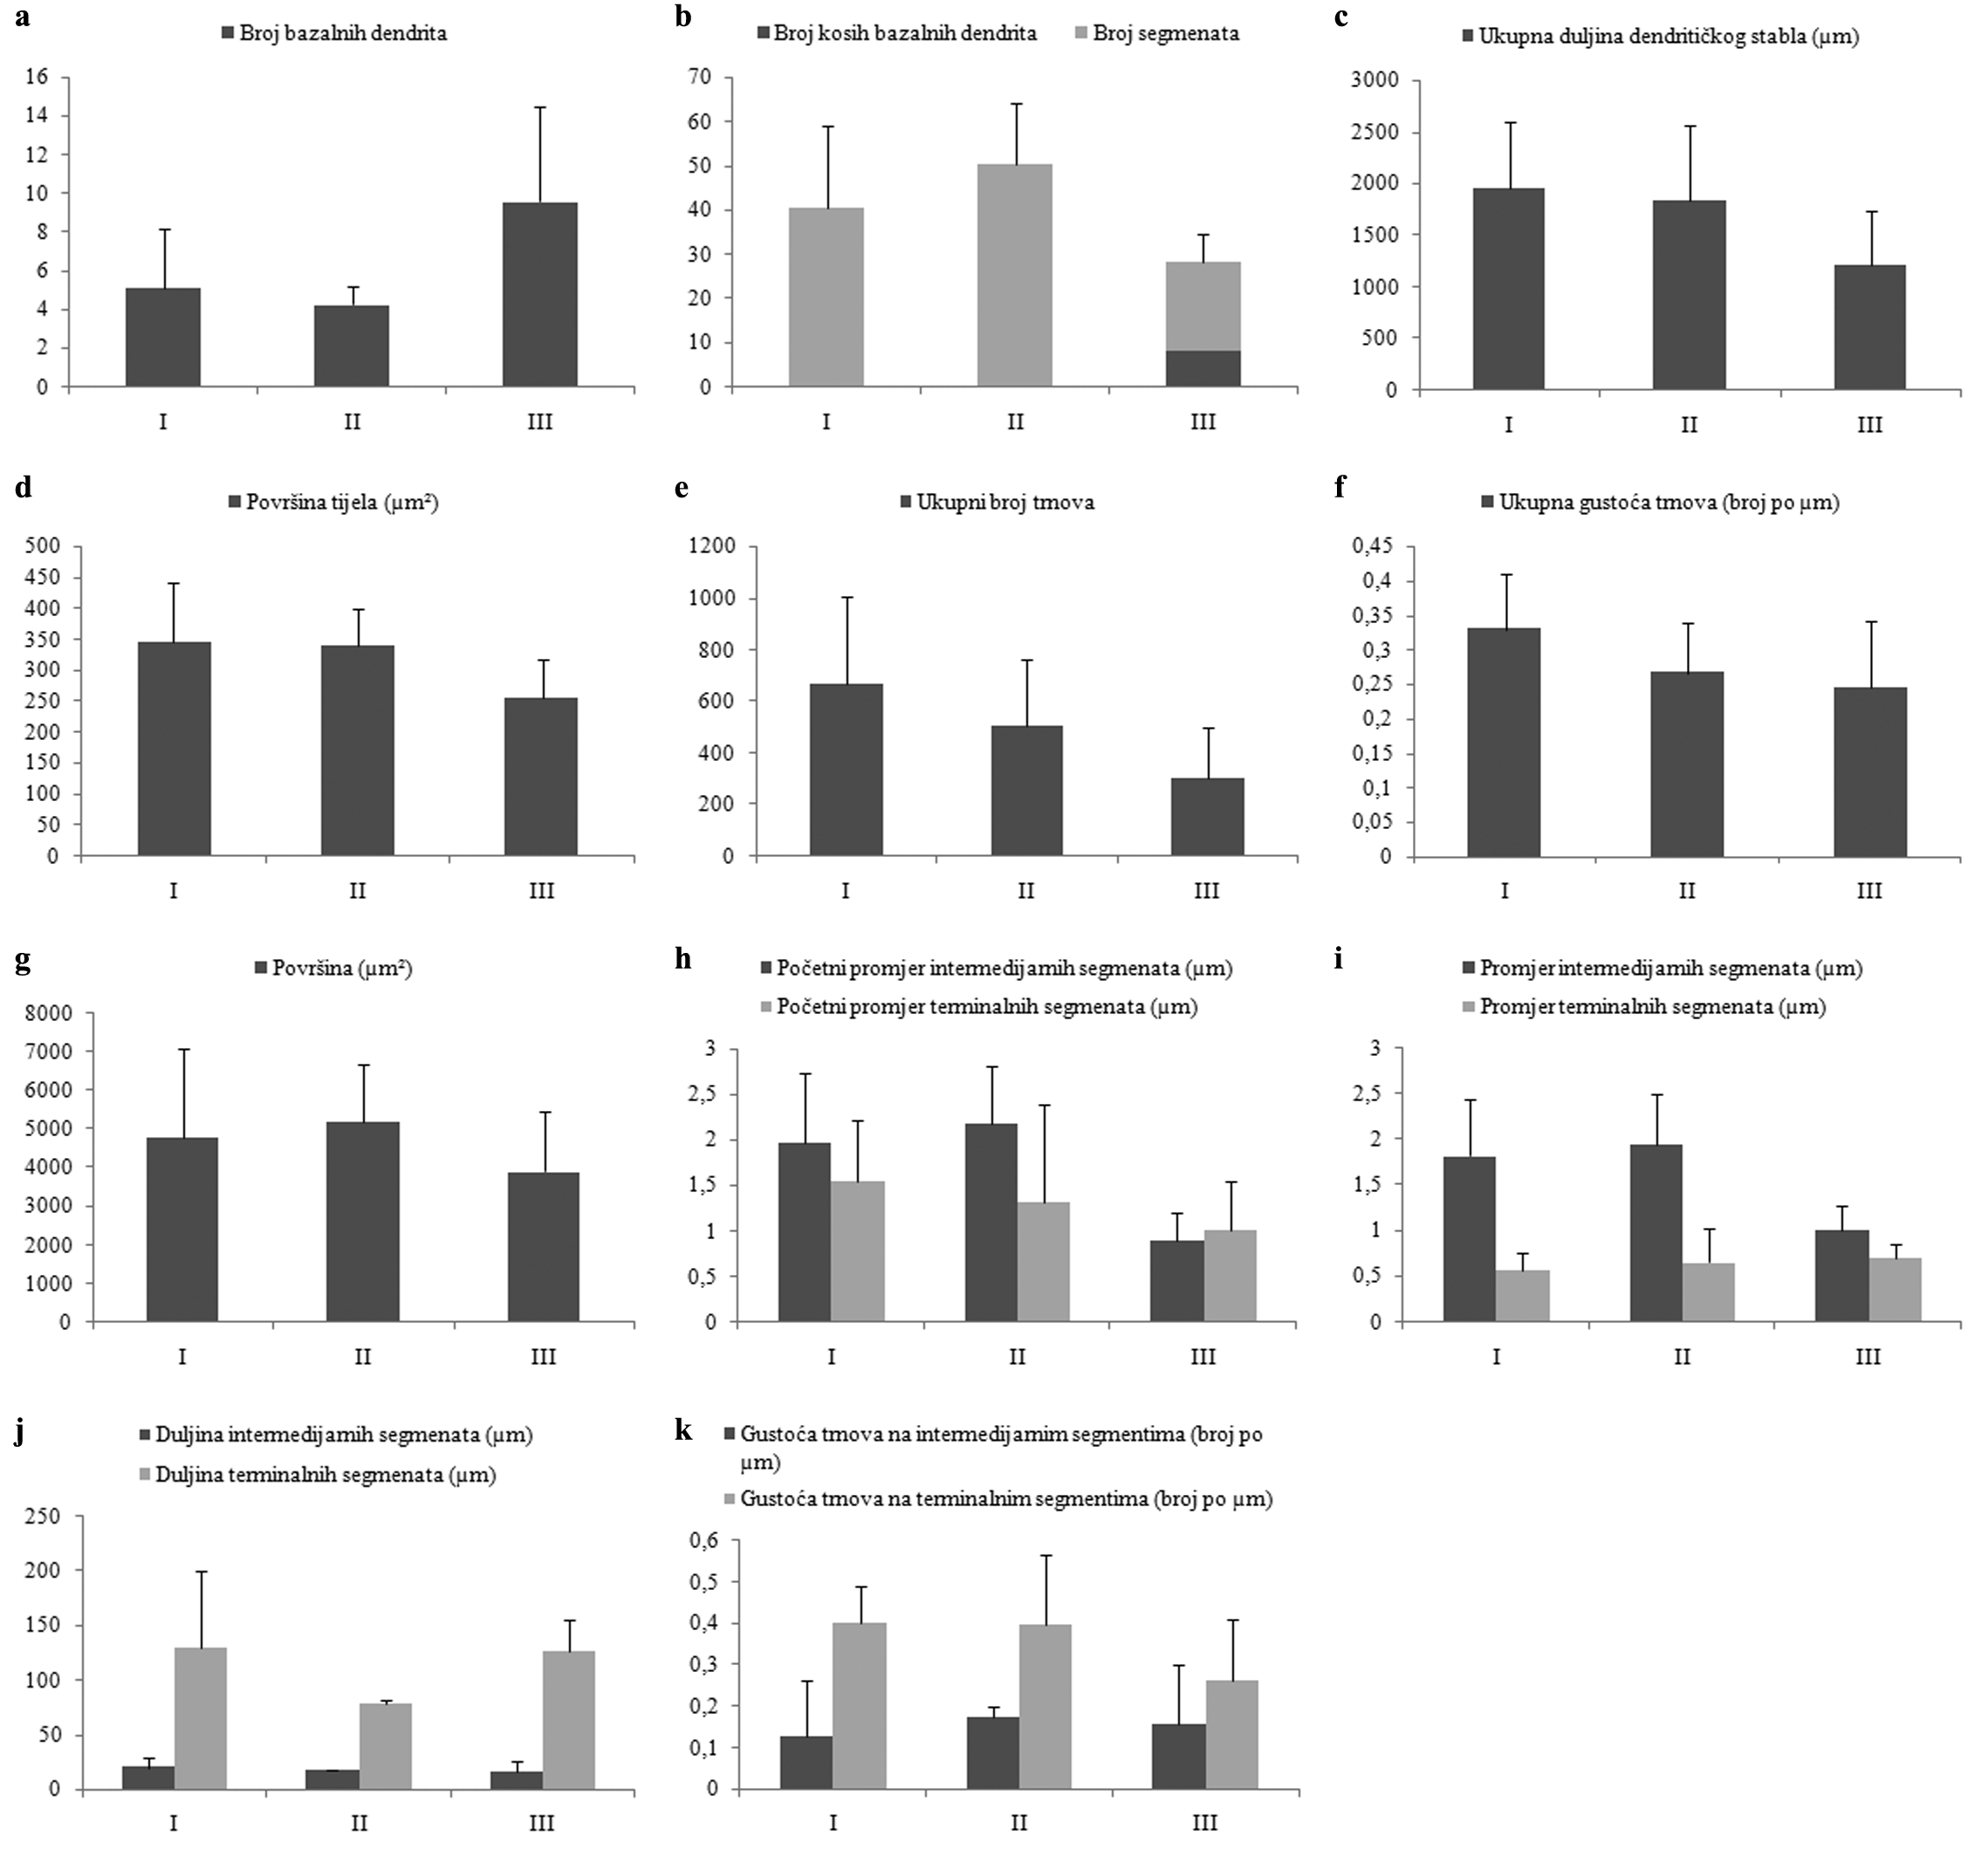 a
■ Broj bazalnih dendrita
16
14
12
10
8
6
4
2
0
I II III
b
■ Broj kosih bazalnih dendrita ■ Broj segmenata
70
60
50
40
30
20
10
0
I II III
c
■ Ukupna duljina dendritičkog stabla (µm)
3000
2500
2000
1500
1000
500
0
I II III
d
■ Površina tijela (µm²)
500
450
400
350
300
250
200
150
100
50
0
I II III
e
■ Ukupni broj trnova
1200
1000
800
600
400
200
0
I II III
f
■ Ukupna gustoća trnova (broj po µm)
0,45
0,4
0,35
0,3
0,25
0,2
0,15
0,1
0,05
0
I II III
g
■ Površina (µm²)
8000
7000
6000
5000
4000
3000
2000
1000
0
I II III
h
■ Početni promjer intermedijarnih segmenata (µm)
■ Početni promjer terminalnih segmenata (µm)
3
2,5
2
1,5
1
0,5
0
I II III
i
■ Promjer intermedijarnih segmenata (µm)
■ Promjer terminalnih segmenata (µm)
3
2,5
2
1,5
1
0,5
0
I II III
j
■ Duljina intermedijarnih segmenata (µm)
■ Duljina terminalnih segmenata (µm)
250
200
150
100
50
0
I II III
k
■ Gustoća trnova na intermedijarnim segmentima (broj po
µm)
■ Gustoća trnova na terminalnim segmentima (broj po µm)
0,6
0,5
0,4
0,3
0,2
0,1
0
I II III